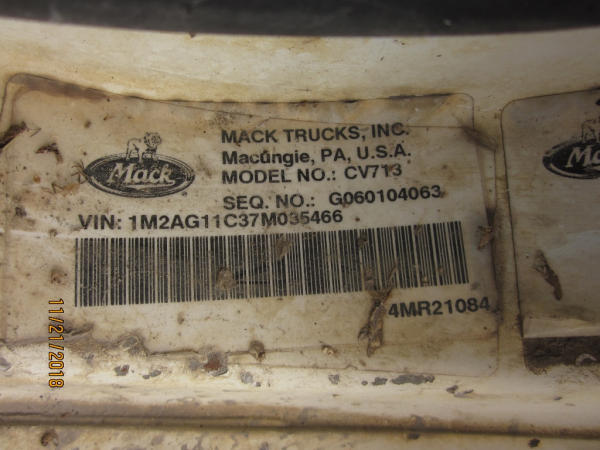 MACK TRUCKS, INC.
Macungie, PA, U.S.A.
MODEL NO.: CV713
SEQ. NO.: G060104063
Mack
VIN: 1M2AG11C37M035466
4MR21084
11/21/2018